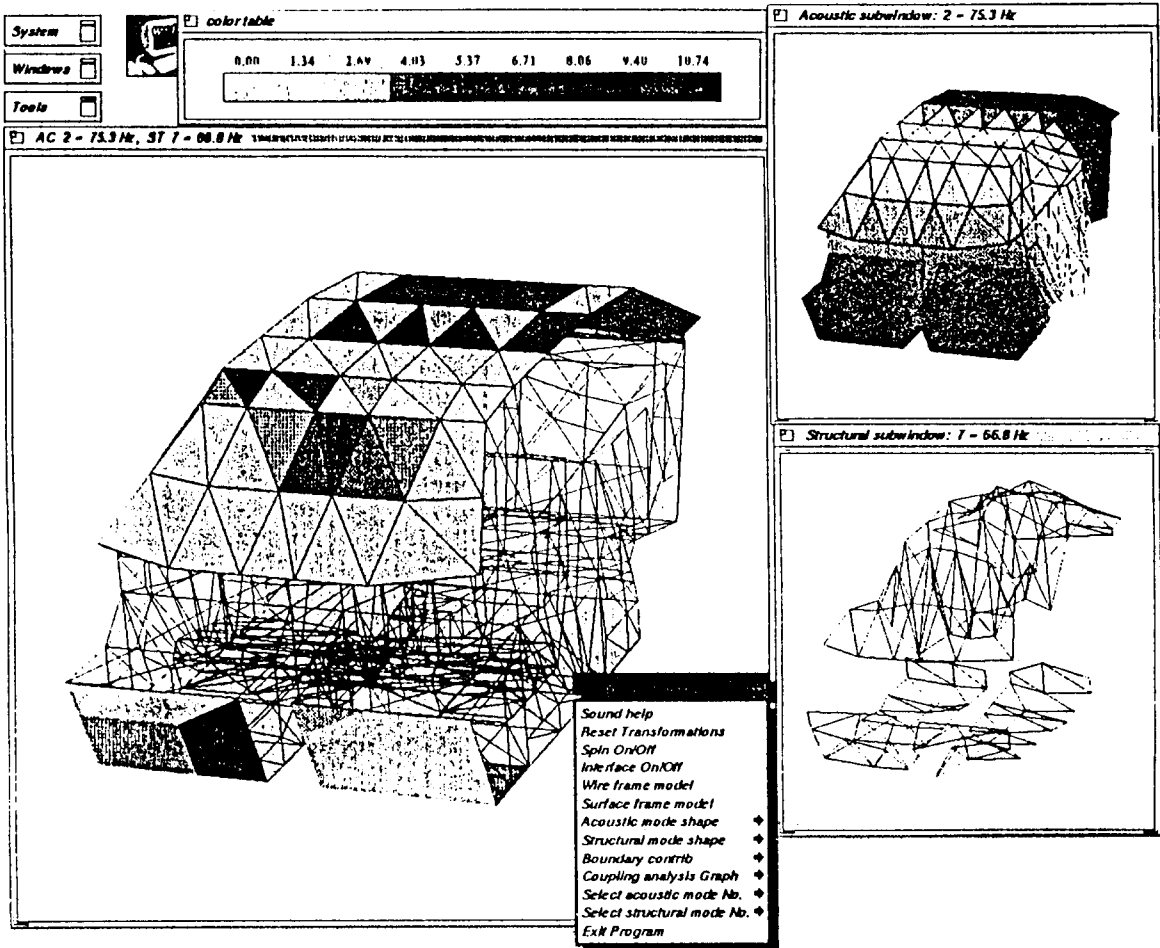 System
Windows
Tools
color table
0.00 1.34 2.69 4.03 5.37 6.71 8.06 9.40 10.74
AC 2 - 75.3 Hz, ST 7 - 66.8 Hz
Acoustic subwindow: 2 - 75.3 Hz
Structural subwindow: 7 - 66.8 Hz
Sound help
Reset Transformations
Spin On/Off
Interface On/Off
Wire frame model
Surface frame model
Acoustic mode shape
Structural mode shape
Boundary contrib
Coupling analysis Graph
Select acoustic mode No.
Select structural mode No.
Exit Program